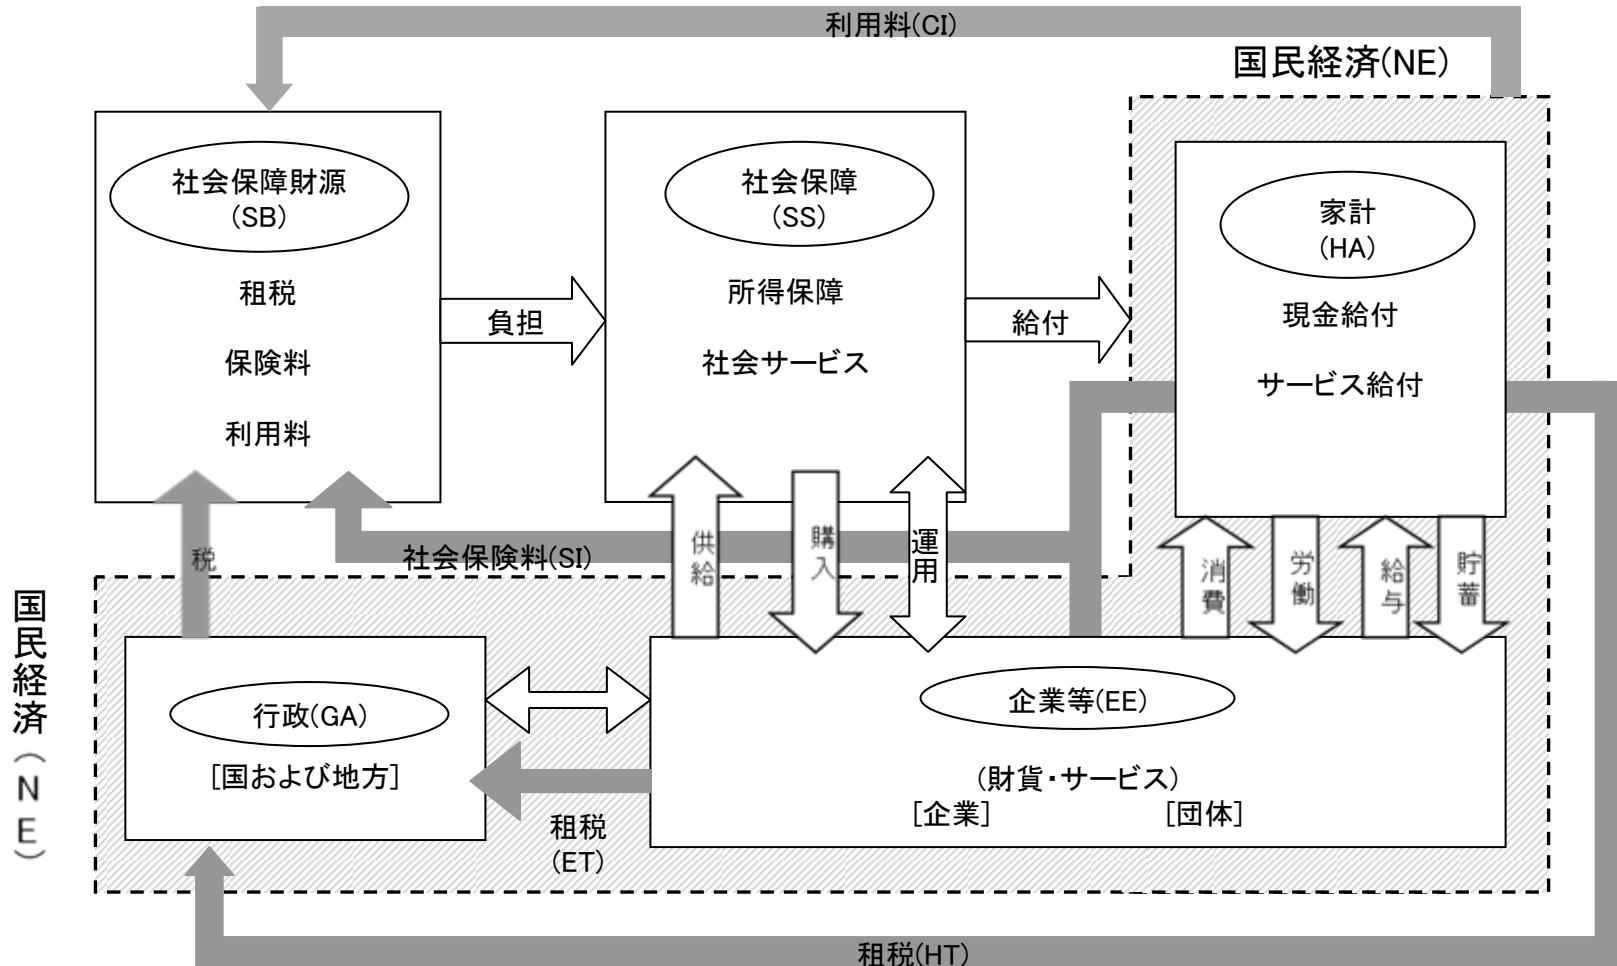 利用料(CI)
国民経済(NE)
社会保障財源
(SB)
租税
保険料
利用料
負担
社会保障
(SS)
所得保障
社会サービス
給付
家計
(HA)
現金給付
サービス給付
税
社会保険料(SI)
供給
購入
運用
消費
労働
給与
貯蓄
国民経済(NE)
行政(GA)
[国および地方]
租税
(ET)
企業等(EE)
(財貨・サービス)
[企業] [団体]
租税(HT)